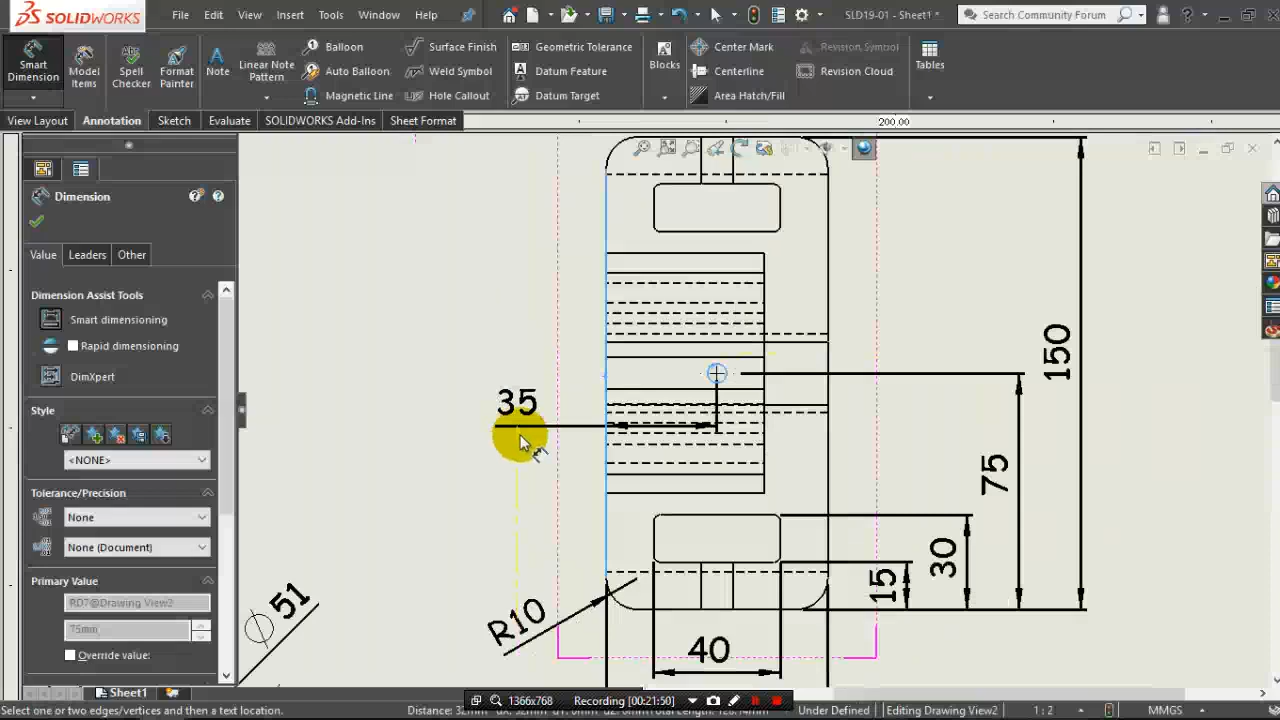 SOLIDWORKS
File Edit View Insert Tools Window Help
SLD19-01 - Sheet1 *
Search Community Forum
Smart Dimension
Model Items
Spell Checker
Format Painter
Note
Linear Note Pattern
Balloon
Auto Balloon
Magnetic Line
Surface Finish
Weld Symbol
Hole Callout
Geometric Tolerance
Datum Feature
Datum Target
Blocks
Center Mark
Centerline
Area Hatch/Fill
Revision Symbol
Revision Cloud
Tables
View Layout Annotation Sketch Evaluate SOLIDWORKS Add-Ins Sheet Format
200.00
Dimension
Value Leaders Other
Dimension Assist Tools
Smart dimensioning
Rapid dimensioning
DimXpert
Style
<NONE>
Tolerance/Precision
None
None (Document)
Primary Value
RD7@Drawing View2
75mm
Override value:
35
150
75
30
15
R10
40
Ø 51
Sheet1
1366x768 Recording [00:21:50]
Select one or two edges/vertices and then a text location.
Under Defined Editing Drawing View2 1 : 2 MMGS